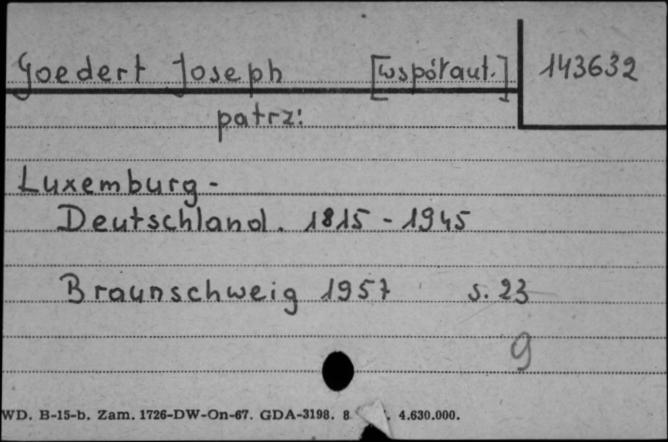 Goedert Joseph [współaut.] 143632
patrz:
Luxemburg -
Deutschland. 1815 - 1945
Braunschweig 1957 s. 23
9
WD. B-15-b. Zam. 1726-DW-On-67. GDA-3198. 8 . 4.630.000.